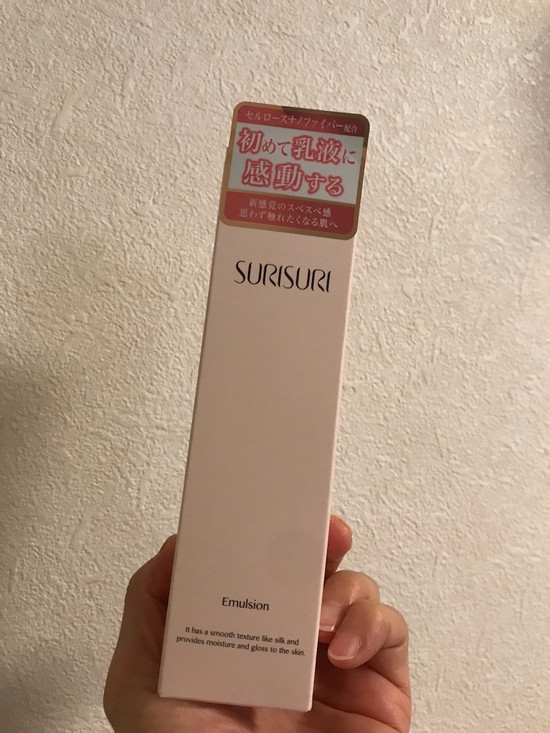 セルロースナノファイバー配合
初めて乳液に
感動する
新感覚のスベスベ感
思わず触れたくなる肌へ
SURISURI
Emulsion
It has a smooth texture like silk and
provides moisture and gloss to the skin.